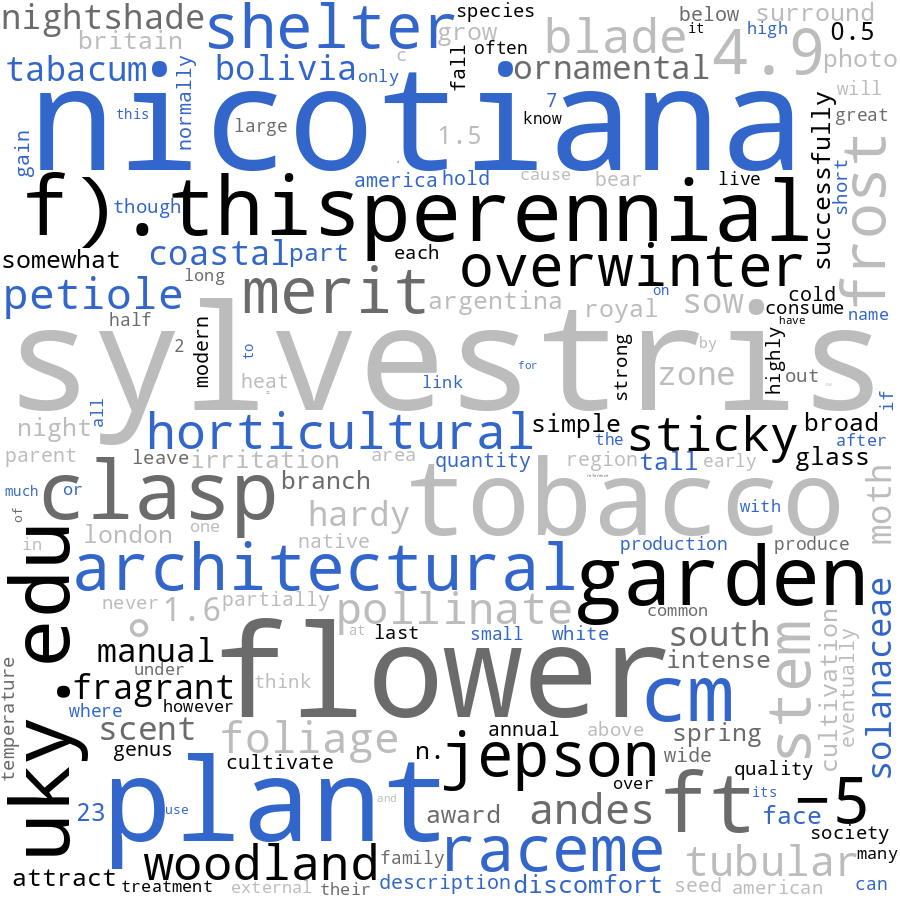 nightshade
shelter
species
below
surround
britain
grow
blade
it
high
0.5
tabacum•
bolivia
only
c
fall
often
•ornamental
4.9
photo
nicotiana
this
normally
large
1.5
7
know
will
great
gain
successfully
f).this
though
america
hold
cause
bear
live
short
frost
perennial
somewhat
coastal
part
each
overwinter
petiole
long
merit
argentina
royal
on
sow
cold
consume
name
half
sylvestris
2
modern
to
heat
link
for
strong
by
zone
highly
have
out
night
all
horticultural
simple
the
sticky
broad
after
if
parent
leave
irritation
area
quantity
region
tall
early
glass
much
or
clasp
branch
tobacco
with
moth
of
in
london
one
hardy
native
production
produce
architectural
garden
never
1.6
partially
pollinate
common
uky.edu
°
at
last
small
white
south
manual
under
flower
intense
stem
cultivation
eventually
solanaceae
temperature
•fragrant
think
where
however
cm
scent
foliage
annual
above
spring
genus
cultivate
n.
jepson
wide
quality
over
23
use
plant
and
award
andes
ft
its
face
-5
society
woodland
family
raceme
tubular
many
attract
treatment
external
their
description
discomfort
seed
american
can